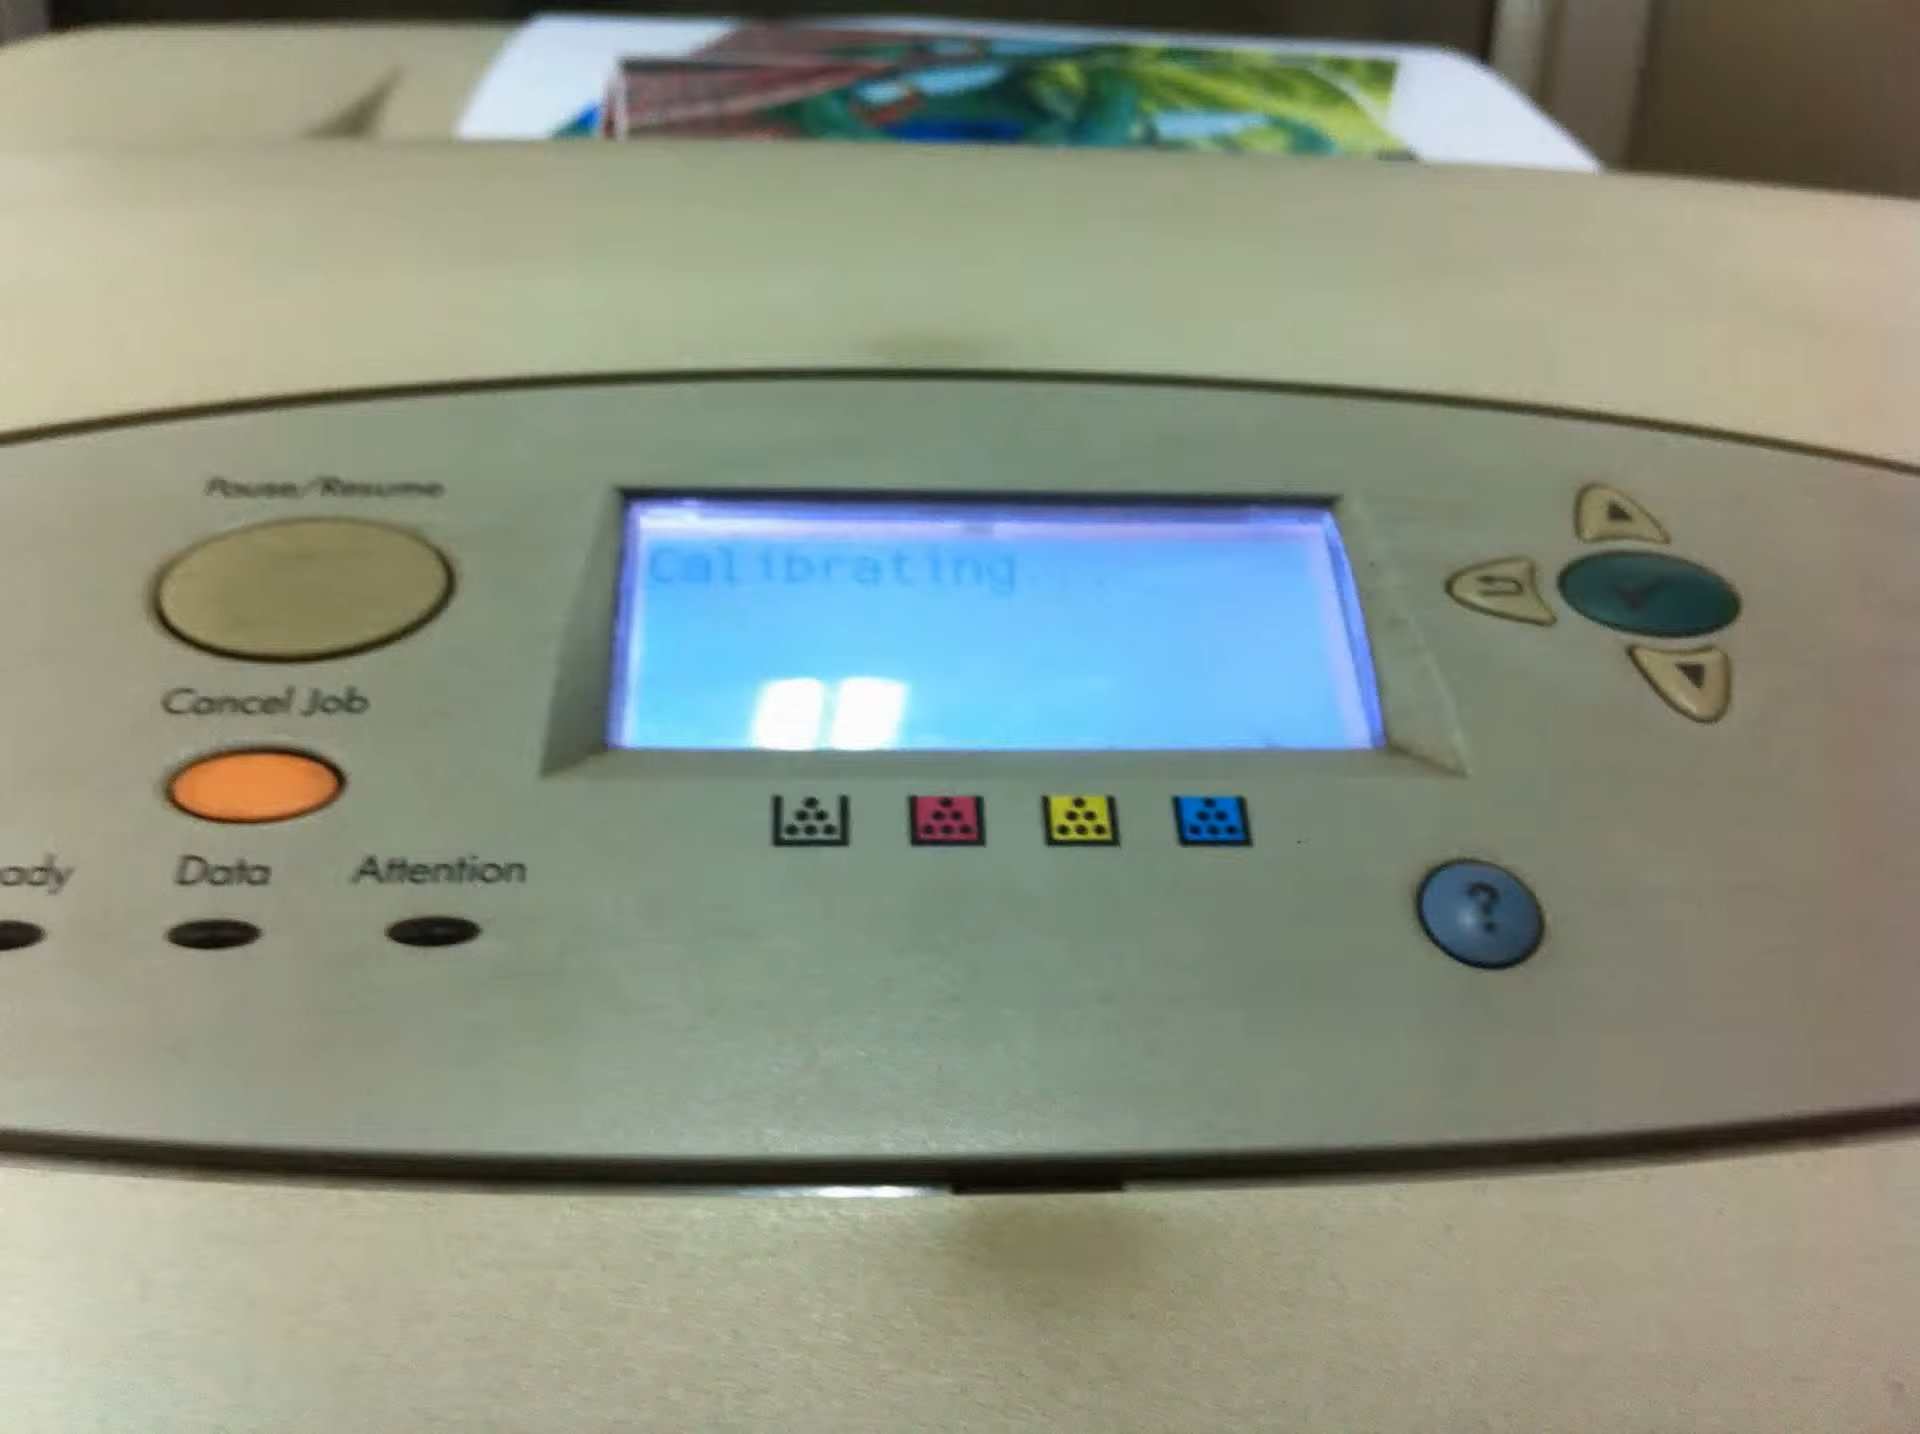 Pause/Resume
Calibrating...
Cancel Job
ady
Data
Attention
?